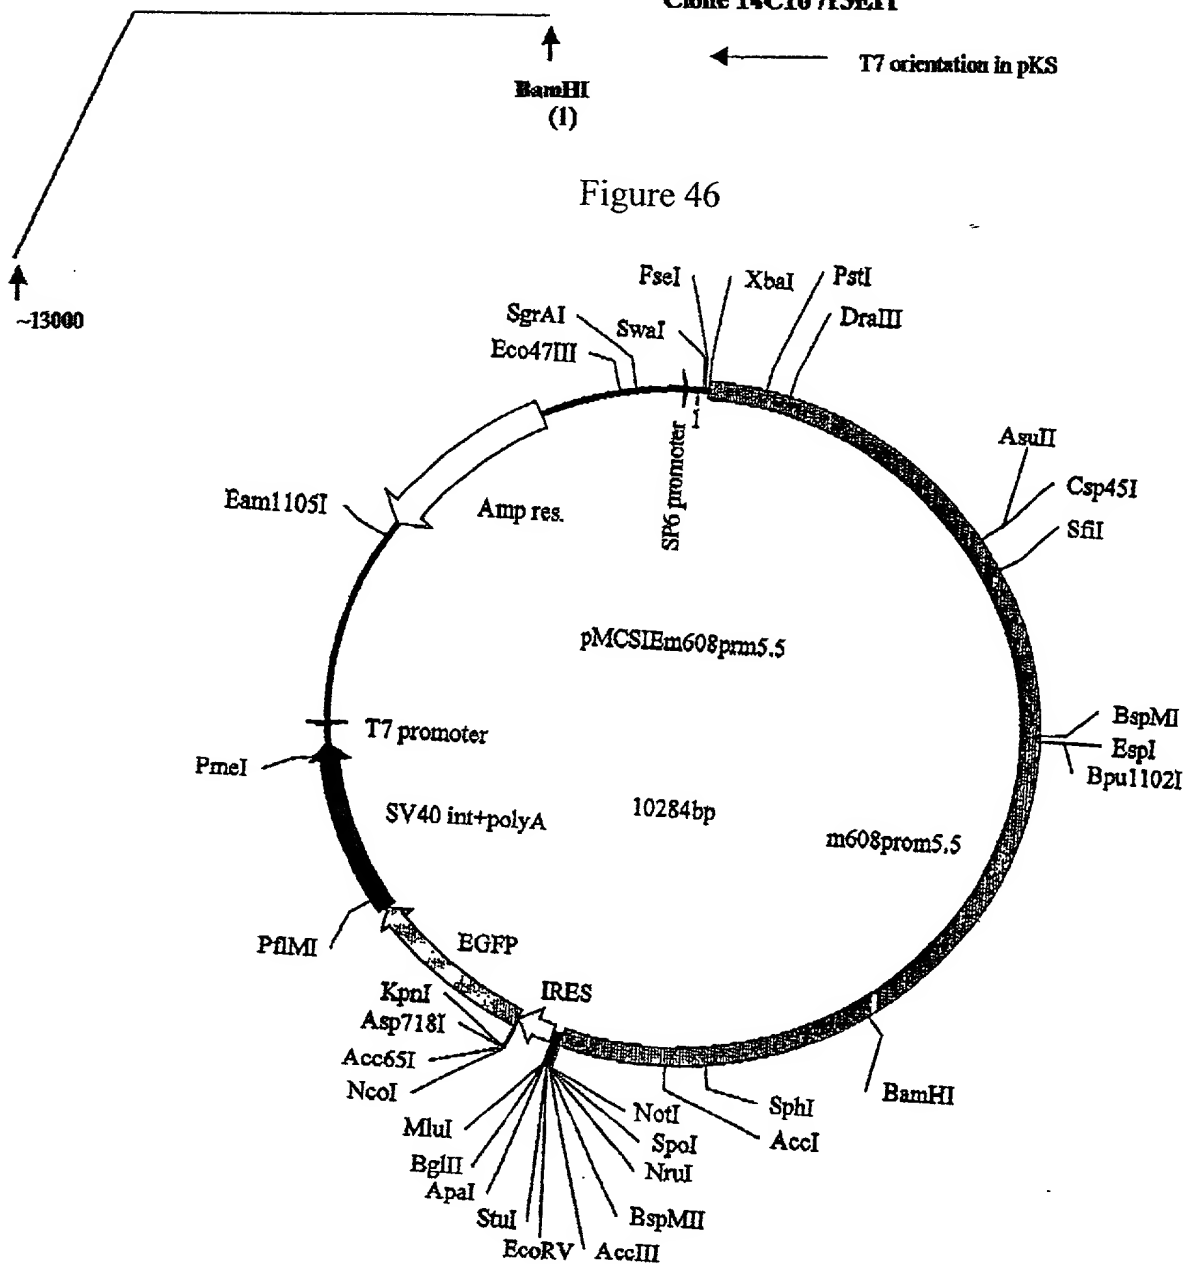 T7 orientation in pKS
BamHI
(1)
Figure 46
~13000
FseI
XbaI
PstI
SgrAI
SwaI
DraIII
Eco47III
1
SP6 promoter
AsuII
Csp45I
SfiI
Eam1105I
Amp res.
pMCSIEm608prm5.5
T7 promoter
BspMI
EspI
Bpu1102I
PmeI
SV40 int+polyA
10284bp
m608prom5.5
PflMI
EGFP
IRES
KpnI
Asp718I
Acc65I
NcoI
BamHI
MluI
BglII
ApaI
StuI
EcoRV
AccIII
BspMII
NruI
SpoI
NotI
AccI
SphI